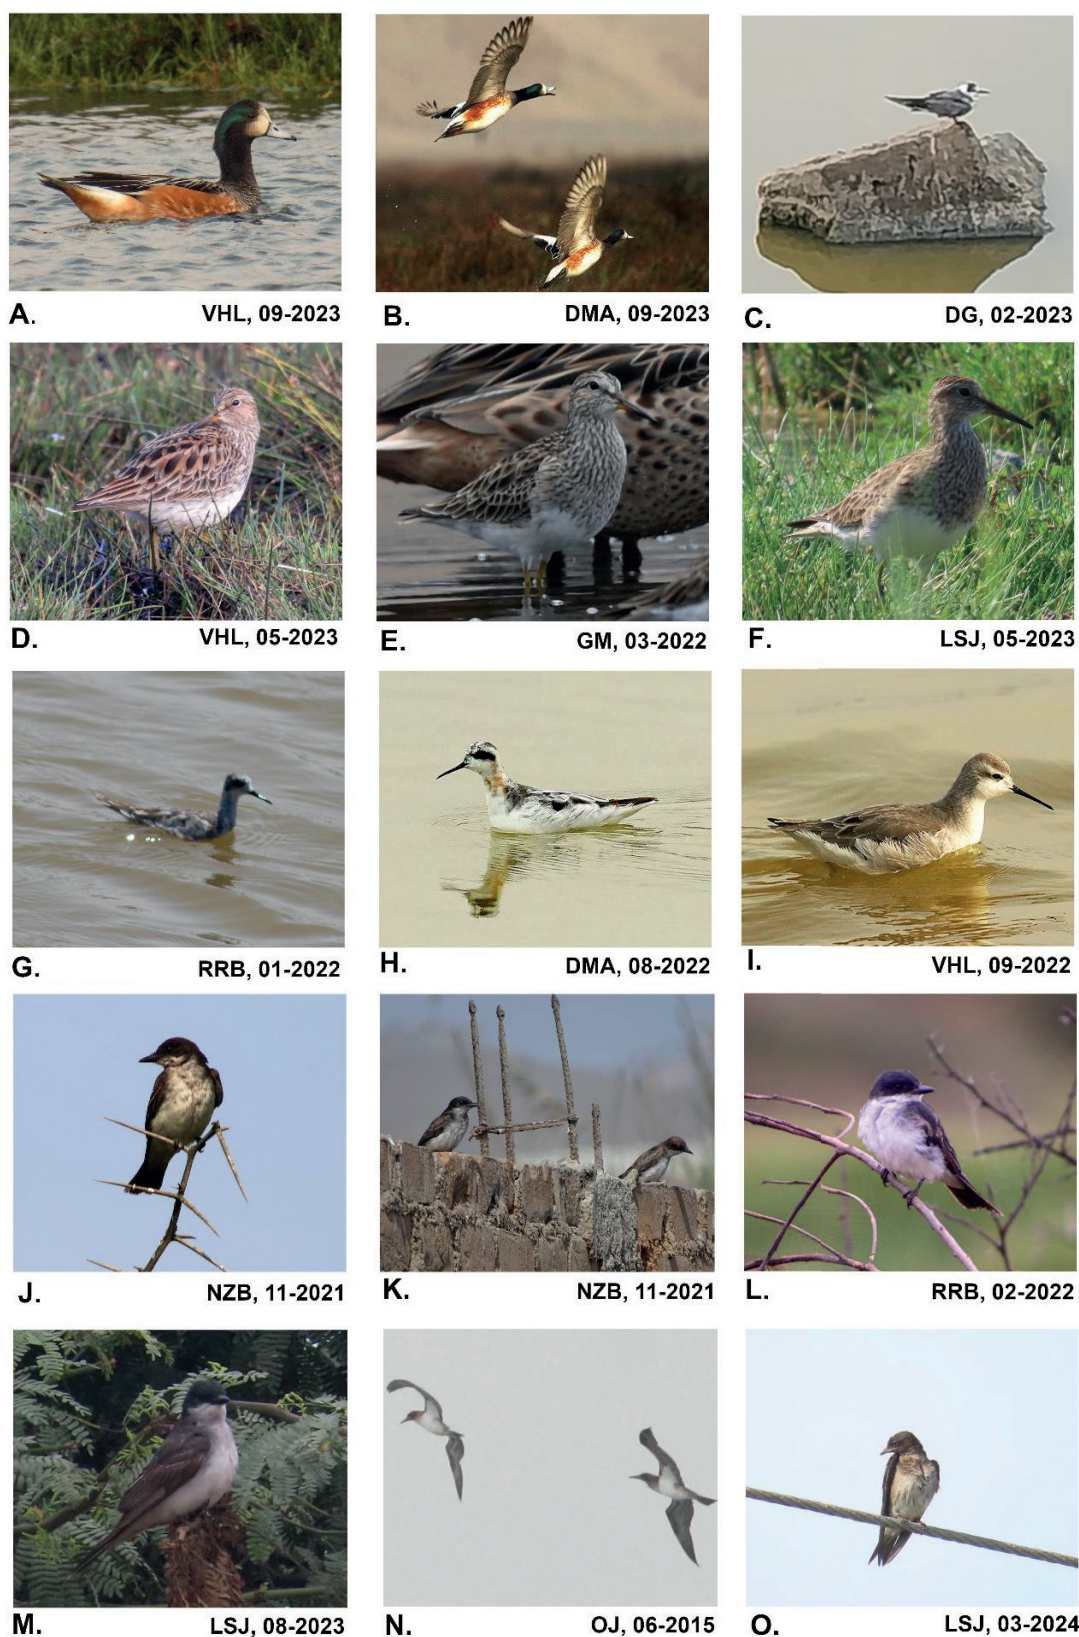 A. VHL, 09-2023
B. DMA, 09-2023
C. DG, 02-2023
D. VHL, 05-2023
E. GM, 03-2022
F. LSJ, 05-2023
G. RRB, 01-2022
H. DMA, 08-2022
I. VHL, 09-2022
J. NZB, 11-2021
K. NZB, 11-2021
L. RRB, 02-2022
M. LSJ, 08-2023
N. OJ, 06-2015
O. LSJ, 03-2024